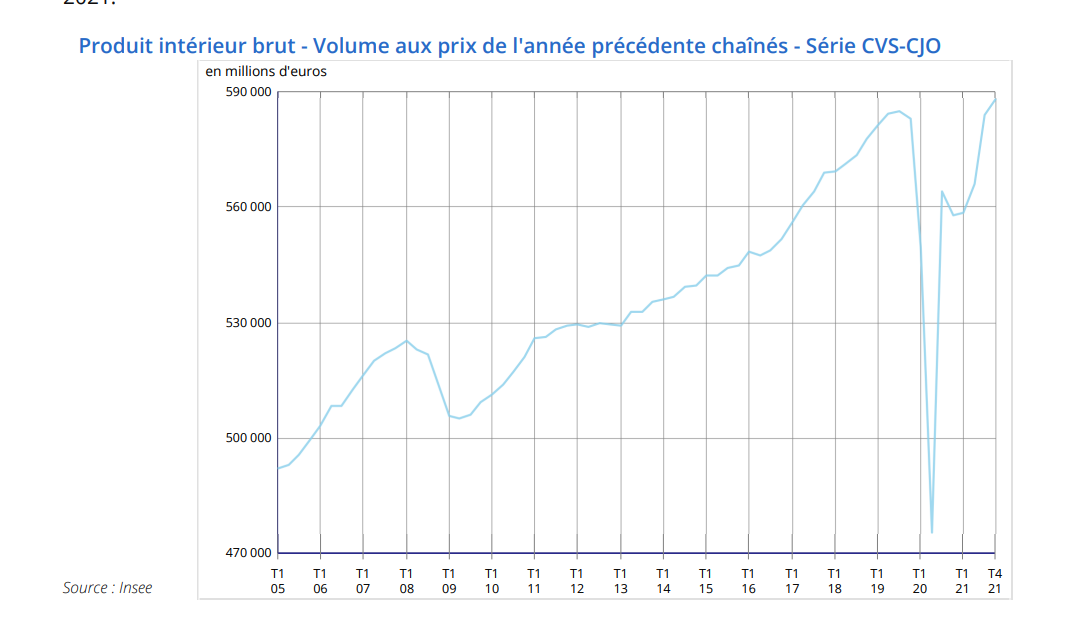 2021.
Produit intérieur brut - Volume aux prix de l'année précédente chaînés - Série CVS-CJO
en millions d'euros
590 000
560 000
530 000
500 000
470 000
T1 T1 T1 T1 T1 T1 T1 T1 T1 T1 T1 T1 T1 T1 T1 T1 T1 T4
05 06 07 08 09 10 11 12 13 14 15 16 17 18 19 20 21 21
Source : Insee